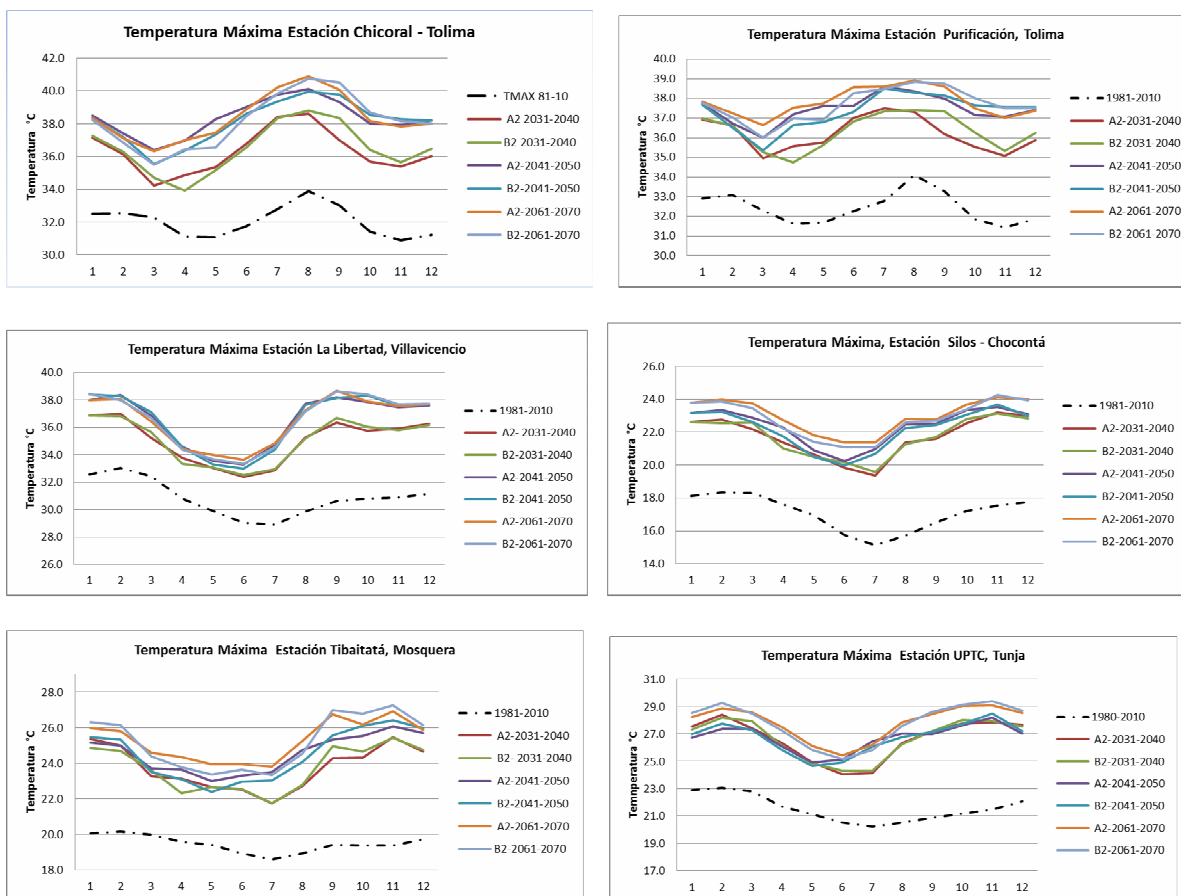 Temperatura Máxima Estación Chicoral - Tolima
Temperatura °C
42.0
40.0
38.0
36.0
34.0
32.0
30.0
1 2 3 4 5 6 7 8 9 10 11 12
TMAX 81-10
A2 2031-2040
B2 2031-2040
A2-2041-2050
B2-2041-2050
A2-2061-2070
B2-2061-2070
Temperatura Máxima Estación Purificación, Tolima
Temperatura °C
40.0
39.0
38.0
37.0
36.0
35.0
34.0
33.0
32.0
31.0
30.0
1 2 3 4 5 6 7 8 9 10 11 12
1981-2010
A2-2031-2040
B2 2031-2040
A2-2041-2050
B2-2041-2050
A2-2061-2070
B2-2061-2070
Temperatura Máxima Estación La Libertad, Villavicencio
Temperatura °C
40.0
38.0
36.0
34.0
32.0
30.0
28.0
26.0
1 2 3 4 5 6 7 8 9 10 11 12
1981-2010
A2- 2031-2040
B2-2031-2040
A2-2041-2050
B2-2041-2050
A2-2061-2070
B2-2061-2070
Temperatura Máxima, Estación Silos - Chocontá
Temperatura °C
26.0
24.0
22.0
20.0
18.0
16.0
14.0
1 2 3 4 5 6 7 8 9 10 11 12
1981-2010
A2-2031-2040
B2-2031-2040
A2-2041-2050
B2-2041-2050
A2-2061-2070
B2-2061-2070
Temperatura Máxima Estación Tibaitatá, Mosquera
Temperatura °C
28.0
26.0
24.0
22.0
20.0
18.0
1 2 3 4 5 6 7 8 9 10 11 12
1981-2010
A2-2031-2040
B2- 2031-2040
A2-2041-2050
B2-2041-2050
A2-2061-2070
B2-2061-2070
Temperatura Máxima Estación UPTC, Tunja
Temnperatura °C
31.0
29.0
27.0
25.0
23.0
21.0
19.0
17.0
1 2 3 4 5 6 7 8 9 10 11 12
1980-2010
A2-2031-2040
B2-2031-2040
A2-2041-2050
B2-2041-2050
A2-2061-2070
B2-2061-2070